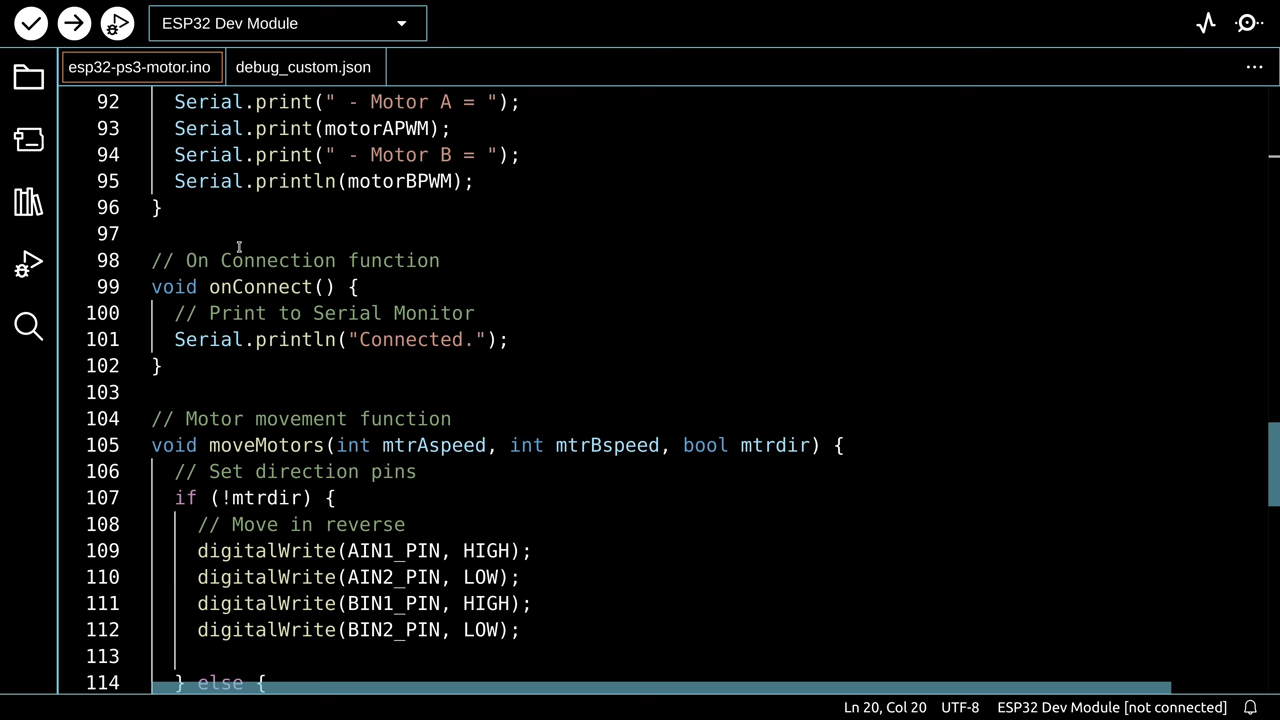 ESP32 Dev Module
esp32-ps3-motor.ino
debug_custom.json
92 Serial.print(" - Motor A = ");
93 Serial.print(motorAPWM);
94 Serial.print(" - Motor B = ");
95 Serial.println(motorBPWM);
96 }
97
98 // On Connection function
99 void onConnect() {
100 // Print to Serial Monitor
101 Serial.println("Connected.");
102 }
103
104 // Motor movement function
105 void moveMotors(int mtrAspeed, int mtrBspeed, bool mtrdir) {
106 // Set direction pins
107 if (!mtrdir) {
108 // Move in reverse
109 digitalWrite(AIN1_PIN, HIGH);
110 digitalWrite(AIN2_PIN, LOW);
111 digitalWrite(BIN1_PIN, HIGH);
112 digitalWrite(BIN2_PIN, LOW);
113
114 } else {
Ln 20, Col 20 UTF-8 ESP32 Dev Module [not connected]